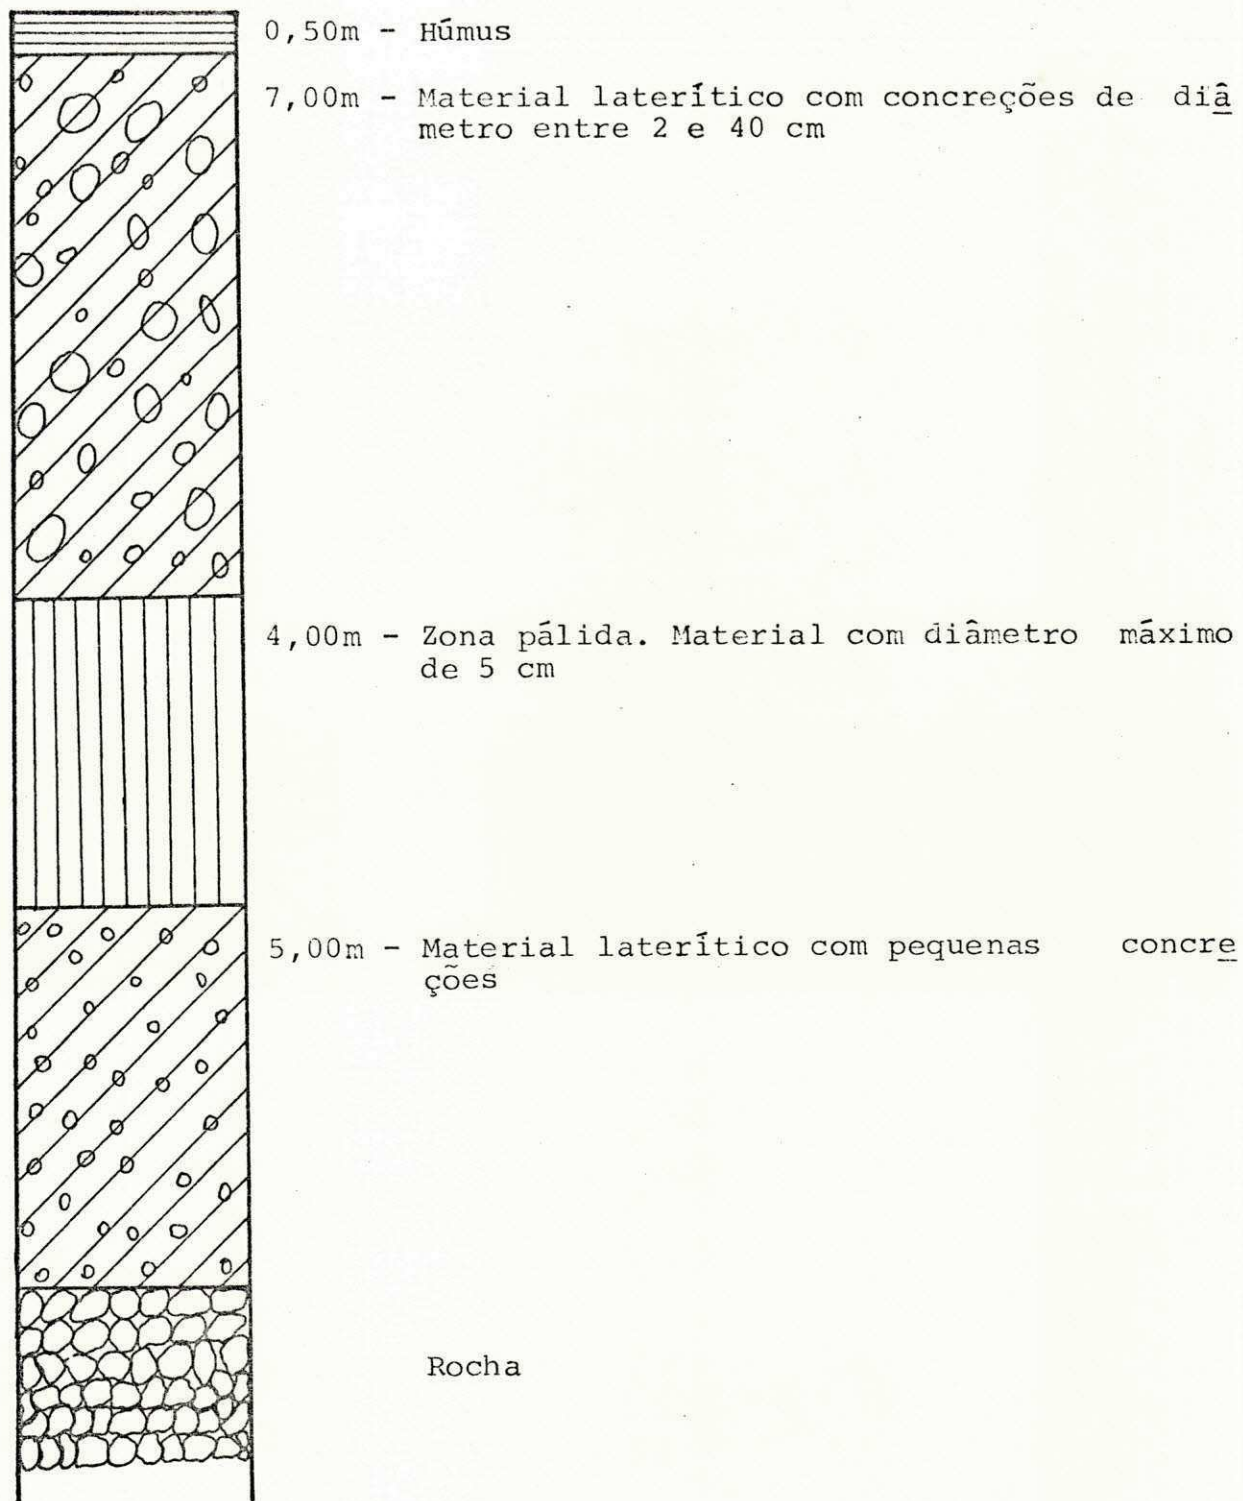 0,50m - Húmus
7,00m - Material laterítico com concreções de diâ
metro entre 2 e 40 cm
4,00m - Zona pálida. Material com diâmetro máximo
de 5 cm
5,00m - Material laterítico com pequenas concre
ções
Rocha